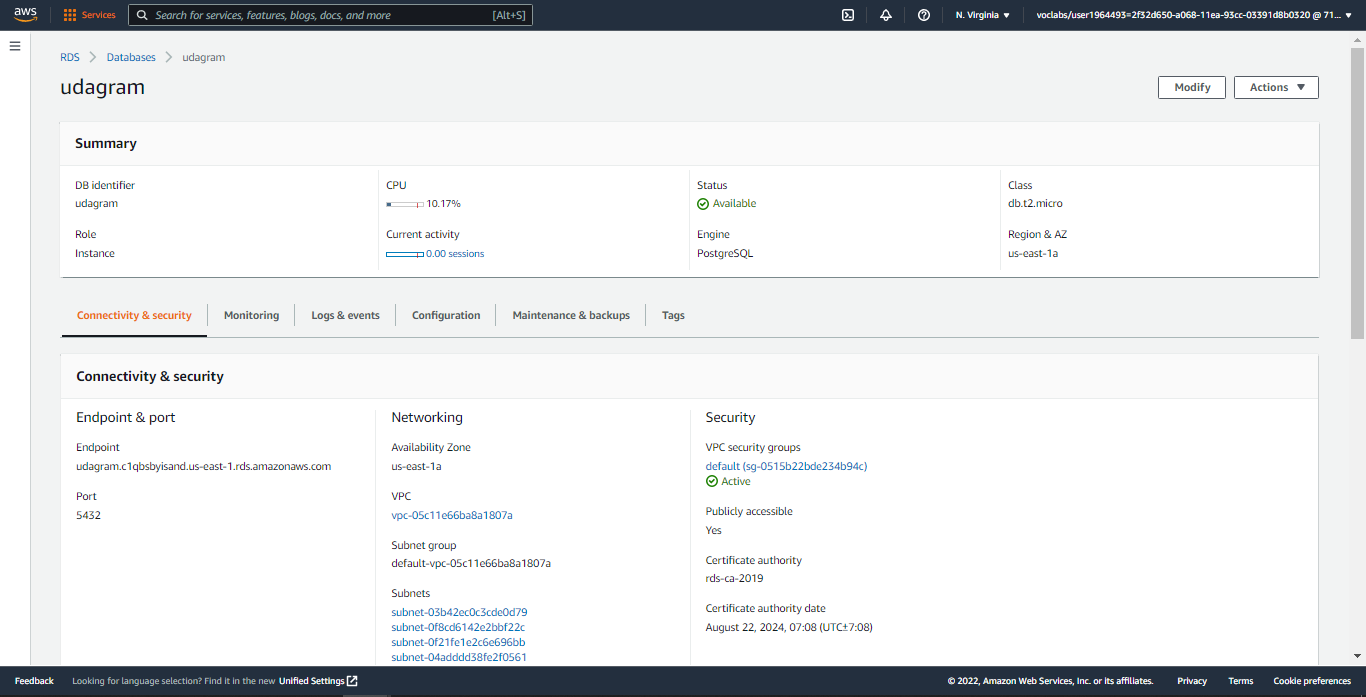 aws Services Search for services, features, blogs, docs, and more [Alt+S] N. Virginia ▼ voclabs/user1964493=2f32d650-a068-11ea-93cc-03391d8b0320 @ 71... ▼
RDS > Databases > udagram
udagram
Modify Actions ▼
Summary
DB identifier CPU Status Class
udagram 10.17% Available db.t2.micro
Role Current activity Engine Region & AZ
Instance 0.00 sessions PostgreSQL us-east-1a
Connectivity & security Monitoring Logs & events Configuration Maintenance & backups Tags
Connectivity & security
Endpoint & port
Endpoint
udagram.c1qbsbyisand.us-east-1.rds.amazonaws.com
Port
5432
Networking
Availability Zone
us-east-1a
VPC
vpc-05c11e66ba8a1807a
Subnet group
default-vpc-05c11e66ba8a1807a
Subnets
subnet-03b42ec0c3cde0d79
subnet-0f8cd6142e2bbf22c
subnet-0f21fe1e2c6e696bb
subnet-04adddd38fe2f0561
Security
VPC security groups
default (sg-0515b22bde234b94c)
Active
Publicly accessible
Yes
Certificate authority
rds-ca-2019
Certificate authority date
August 22, 2024, 07:08 (UTC±7:08)
Feedback Looking for language selection? Find it in the new Unified Settings © 2022, Amazon Web Services, Inc. or its affiliates. Privacy Terms Cookie preferences